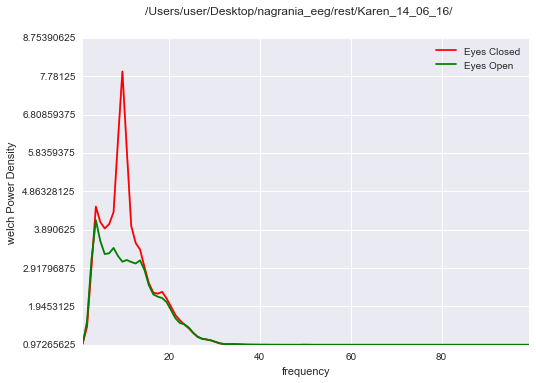 /Users/user/Desktop/nagrania_eeg/rest/Karen_14_06_16/
8.75390625
7.78125
6.80859375
5.8359375
4.86328125
3.890625
2.91796875
1.9453125
0.97265625
welch Power Density
Eyes Closed
Eyes Open
20
40
60
80
frequency